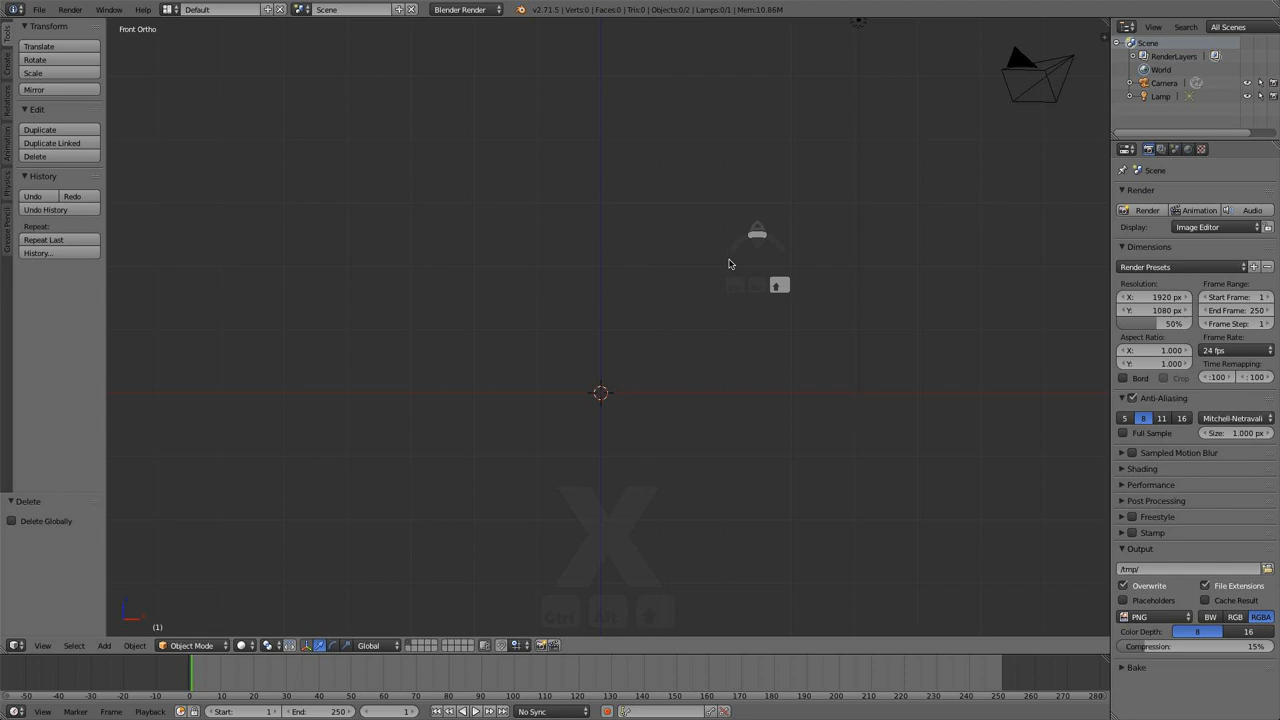 File Render Window Help Default Scene Blender Render v2.71.5 | Verts:0 | Faces:0 | Tris:0 | Objects:0/2 | Lamps:0/1 | Mem:10.86M
Transform
Translate
Rotate
Scale
Mirror
Edit
Duplicate
Duplicate Linked
Delete
History
Undo Redo
Undo History
Repeat:
Repeat Last
History...
Tools
Create
Relations
Animation
Physics
Grease Pencil
Delete
Delete Globally
Front Ortho
X
Ctrl Alt
(1)
View Select Add Object Object Mode Global
View Search All Scenes
Scene
RenderLayers
World
Camera
Lamp
Scene
Render
Render Animation Audio
Display: Image Editor
Dimensions
Render Presets
Resolution: Frame Range:
X: 1920 px Start Frame: 1
Y: 1080 px End Frame: 250
50% Frame Step: 1
Aspect Ratio: Frame Rate:
X: 1.000 24 fps
Y: 1.000 Time Remapping:
Bord Crop :100 : 100
Anti-Aliasing
5 8 11 16 Mitchell-Netravali
Full Sample Size: 1.000 px
Sampled Motion Blur
Shading
Performance
Post Processing
Freestyle
Stamp
Output
/tmp/
Overwrite File Extensions
Placeholders Cache Result
PNG BW RGB RGBA
Color Depth: 8 16
Compression: 15%
Bake
-50 -40 -30 -20 -10 0 10 20 30 40 50 60 70 80 90 100 110 120 130 140 150 160 170 180 190 200 210 220 230 240 250 260 270 280
View Marker Frame Playback Start: 1 End: 250 1 No Sync